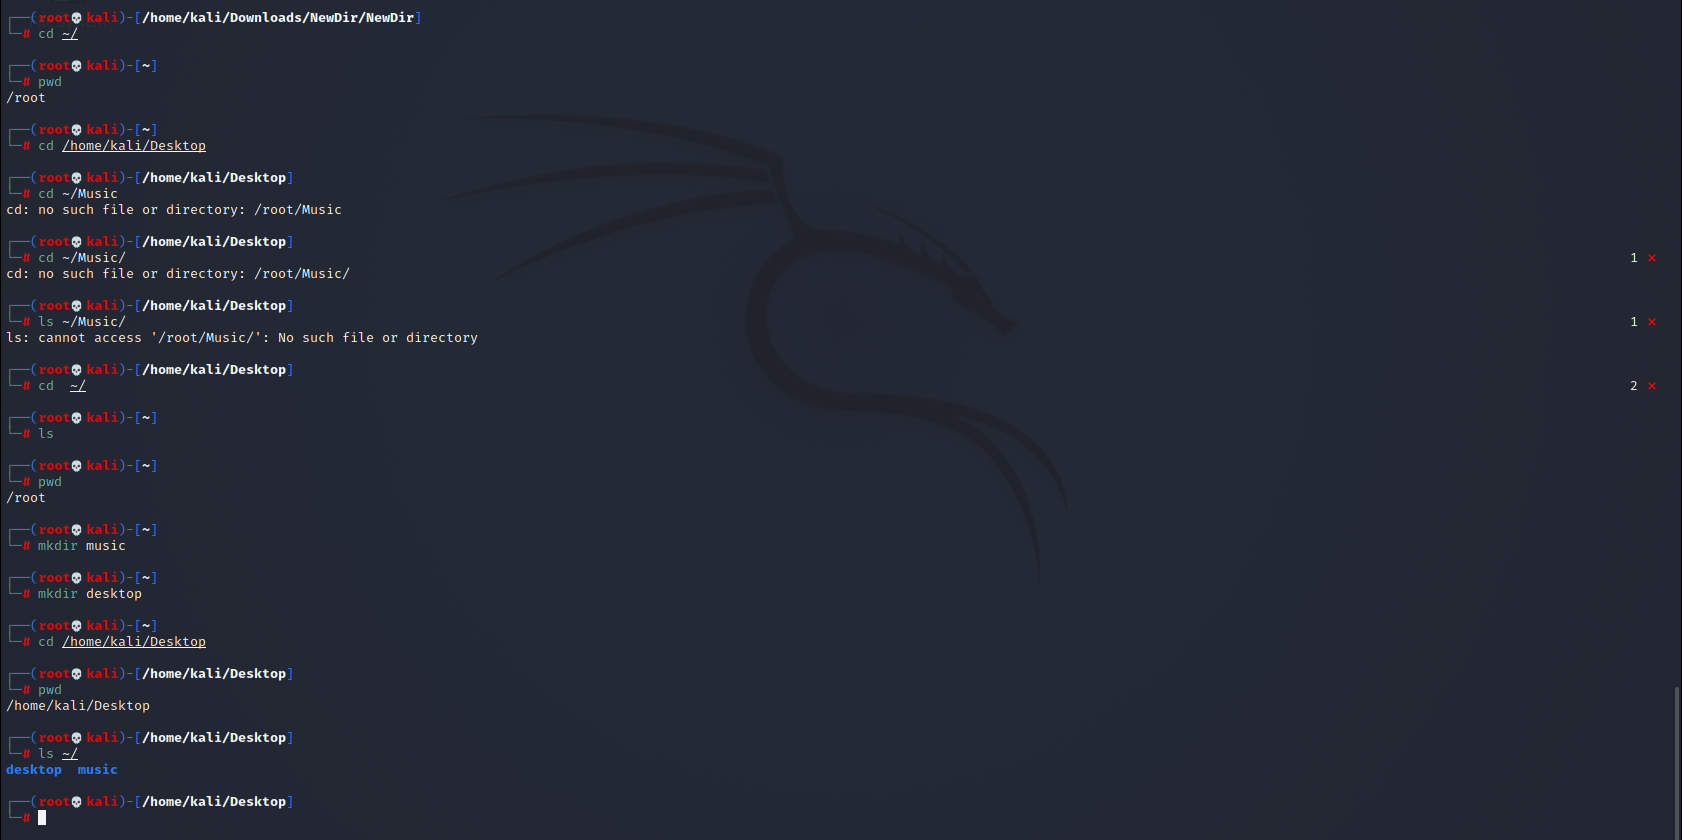 ┌──(root💀kali)-[/home/kali/Downloads/NewDir/NewDir]
└─# cd ~/
┌──(root💀kali)-[~]
└─# pwd
/root
┌──(root💀kali)-[~]
└─# cd /home/kali/Desktop
┌──(root💀kali)-[/home/kali/Desktop]
└─# cd ~/Music
cd: no such file or directory: /root/Music
┌──(root💀kali)-[/home/kali/Desktop]
└─# cd ~/Music/ 1 ⨯
cd: no such file or directory: /root/Music/
┌──(root💀kali)-[/home/kali/Desktop]
└─# ls ~/Music/ 1 ⨯
ls: cannot access '/root/Music/': No such file or directory
┌──(root💀kali)-[/home/kali/Desktop]
└─# cd  ~/ 2 ⨯
┌──(root💀kali)-[~]
└─# ls
┌──(root💀kali)-[~]
└─# pwd
/root
┌──(root💀kali)-[~]
└─# mkdir music
┌──(root💀kali)-[~]
└─# mkdir desktop
┌──(root💀kali)-[~]
└─# cd /home/kali/Desktop
┌──(root💀kali)-[/home/kali/Desktop]
└─# pwd
/home/kali/Desktop
┌──(root💀kali)-[/home/kali/Desktop]
└─# ls ~/
desktop  music
┌──(root💀kali)-[/home/kali/Desktop]
└─#